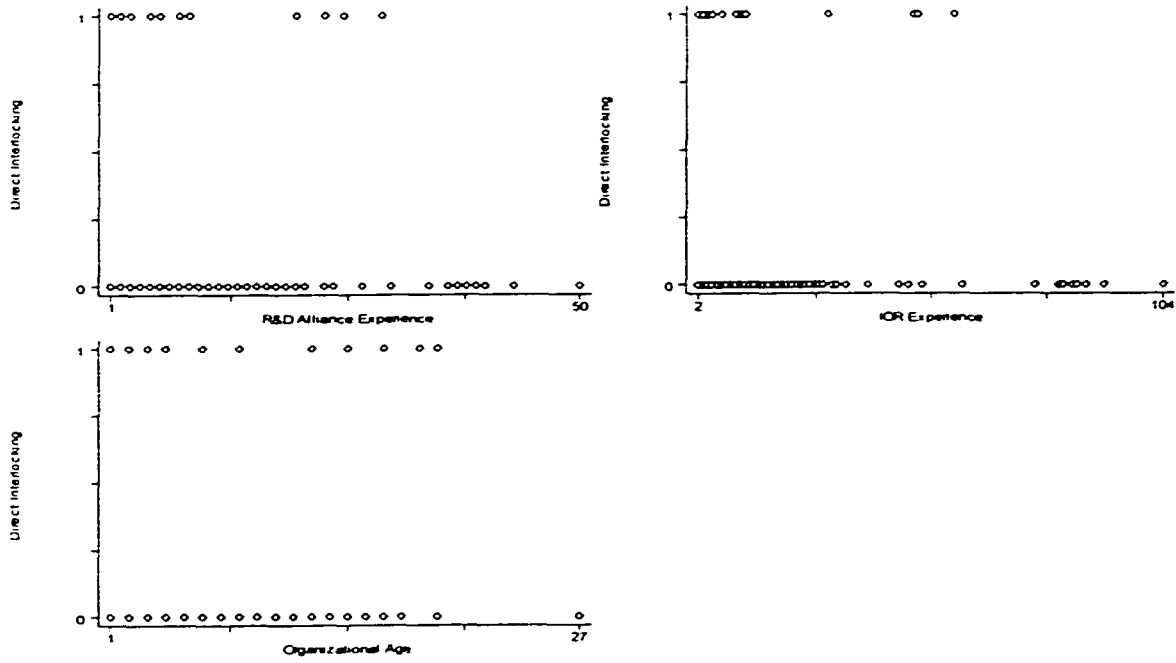 1
Direct Interlocking
0
1
50
R&D Alliance Experience
1
Direct Interlocking
0
2
104
IOR Experience
1
Direct Interlocking
0
1
27
Organizational Age